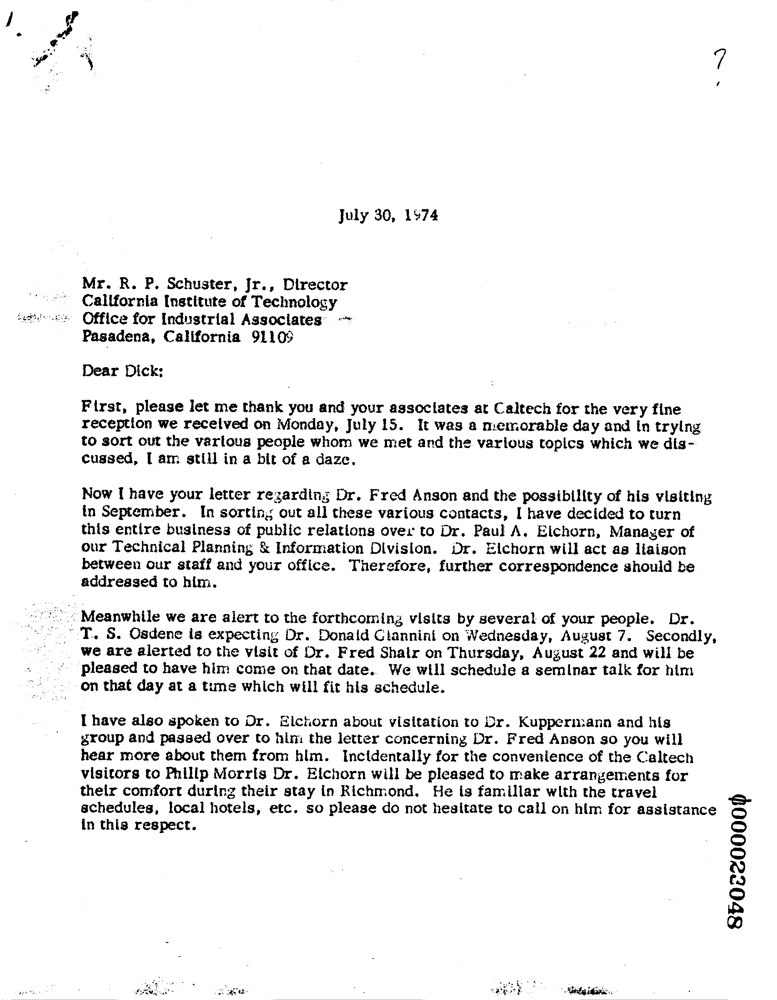 ?
July 30, 1974
Mr. R. P. Schuster, Jr., Director
California Institute of Technology
Office for Industrial Associates
Pasadena, California 91109
Dear Dick:
First, please let me thank you and your associates at Caltech for the very fine
reception we received on Monday, July 15. It was a memorable day and in trying
to sort out the various people whom we met and the various topics which we dis-
cussed, I am still in a bit of a daze.
Now I have your letter regarding Dr. Fred Anson and the possibility of his visiting
in September. In sorting out all these various contacts, I have decided to turn
this entire business of public relations over to Dr. Paul A. Eichorn, Manager of
our Technical Planning & Information Division. Dr. Eichorn will act as liaison
between our staff and your office. Therefore, further correspondence should be
addressed to him.
Meanwhile we are alert to the forthcoming visits by several of your people. Dr.
T. S. Osdene is expecting Dr. Donald Giannini on Wednesday, August 7. Secondly,
we are alerted to the visit of Dr. Fred Shair on Thursday, August 22 and will be
pleased to have him come on that date. We will schedule a seminar talk for him
on that day at a time which will fit his schedule.
I have also spoken to Dr. Eichorn about visitation to Dr. Kuppermann and his
group and passed over to him the letter concerning Dr. Fred Anson so you will
hear more about them from him. Incidentally for the convenience of the Caltech
visitors to Philip Morris Dr. Eichorn will be pleased to make arrangements for
their comfort during their stay in Richmond. He is familiar with the travel
schedules, local hotels, etc. so please do not hesitate to call on him for assistance
in this respect.
0000023048